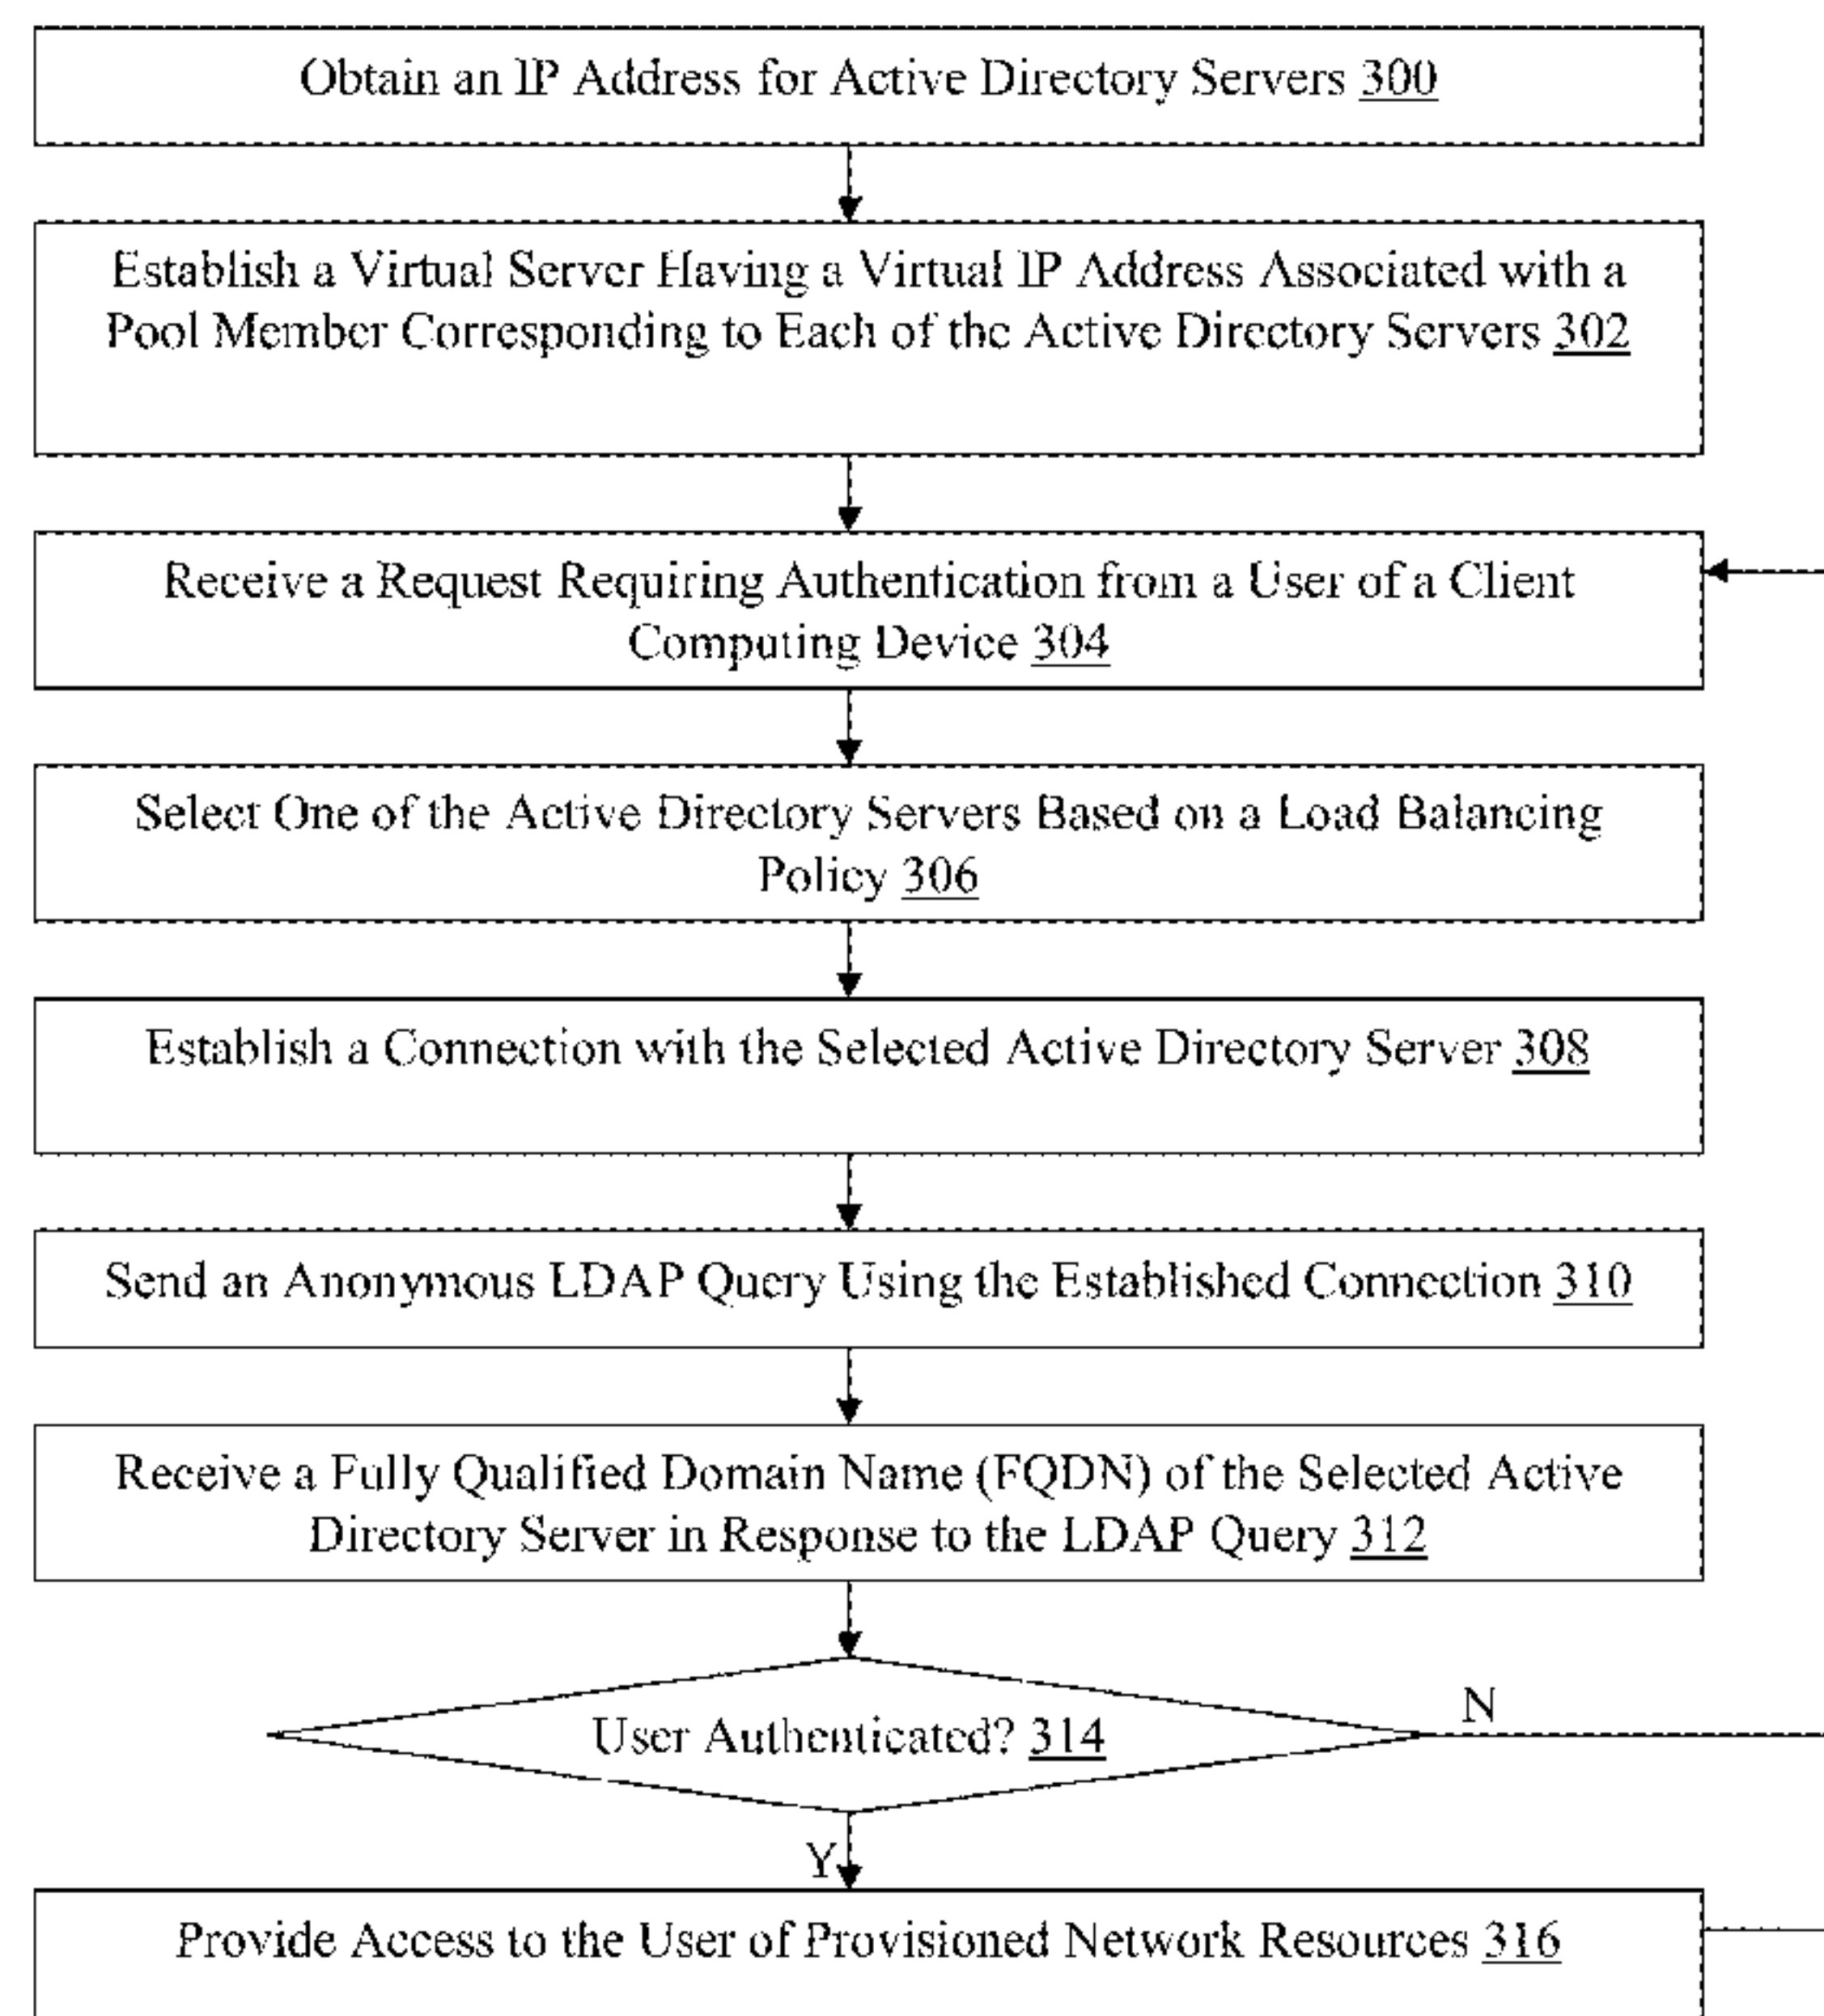 Obtain an IP Address for Active Directory Servers 300
Establish a Virtual Server Having a Virtual IP Address Associated with a
Pool Member Corresponding to Each of the Active Directory Servers 302
Receive a Request Requiring Authentication from a User of a Client
Computing Device 304
Select One of the Active Directory Servers Based on a Load Balancing
Policy 306
Establish a Connection with the Selected Active Directory Server 308
Send an Anonymous LDAP Query Using the Established Connection 310
Receive a Fully Qualified Domain Name (FQDN) of the Selected Active
Directory Server in Response to the LDAP Query 312
User Authenticated? 314
N
Y
Provide Access to the User of Provisioned Network Resources 316